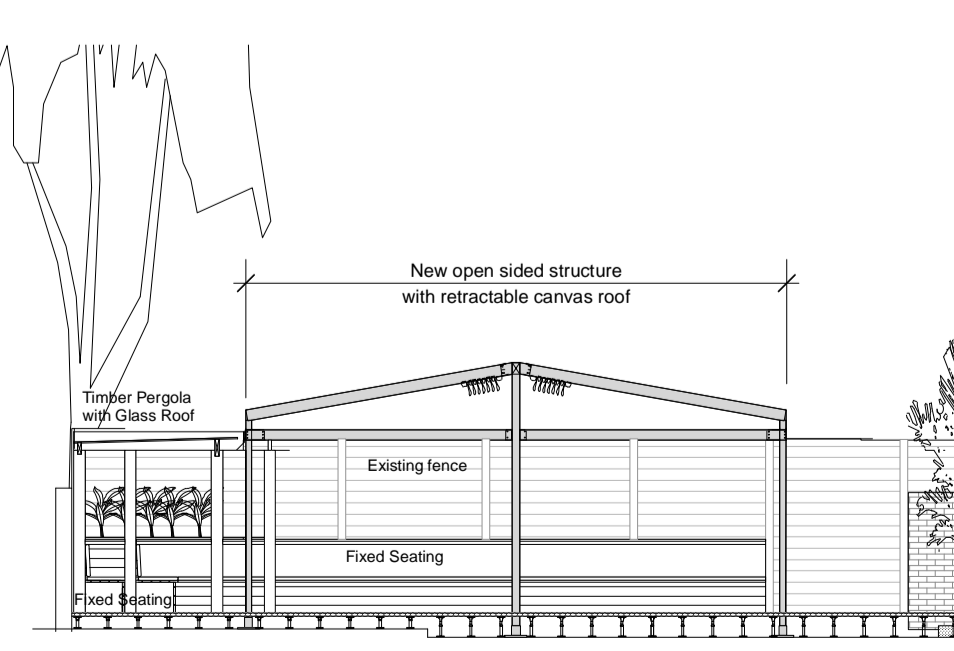 New open sided structure
with retractable canvas roof
Timber Pergola
with Glass Roof
Existing fence
Fixed Seating
Fixed Seating